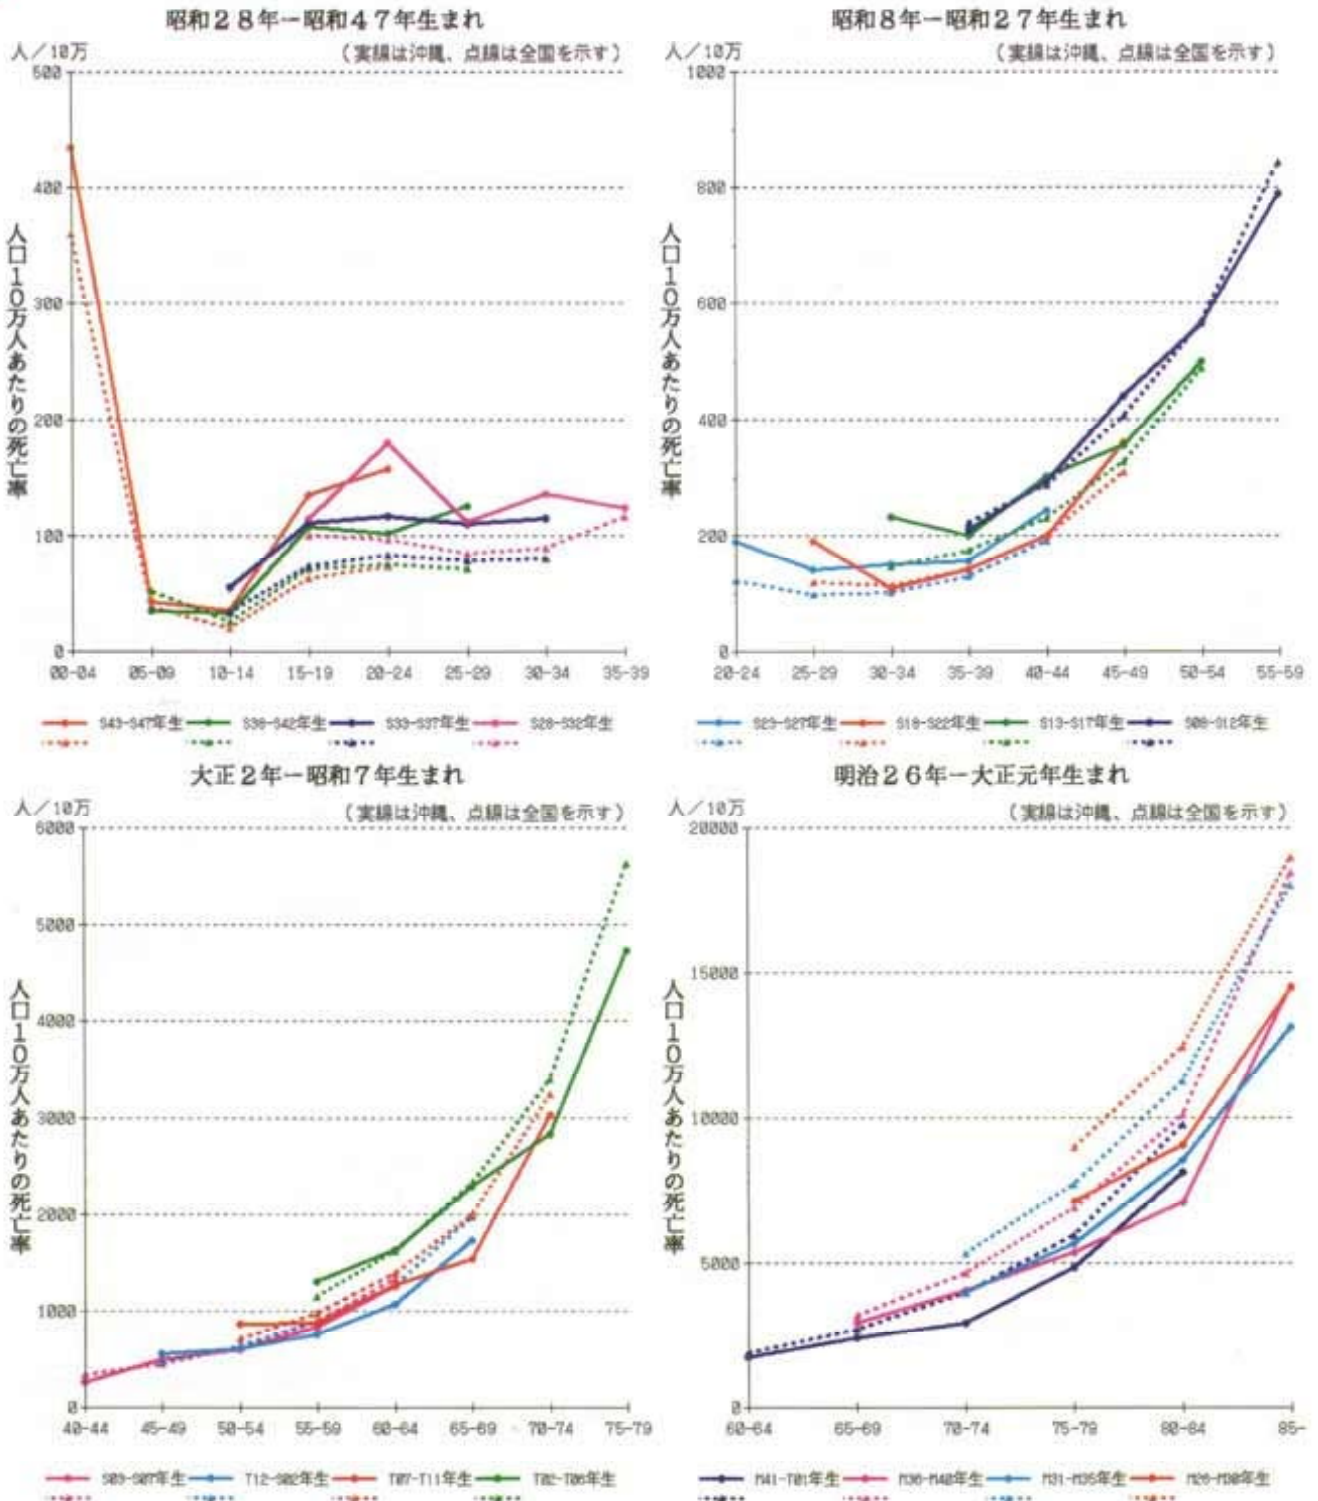 昭和28年ー昭和47年生まれ
人/10万
(実線は沖縄、点線は全国を示す)
500
400
300
200
100
0
人口10万人あたりの死亡率
00-04 05-09 10-14 15-19 20-24 25-29 30-34 35-39
S43-S47年生 S38-S42年生 S33-S37年生 S28-S32年生
昭和8年ー昭和27年生まれ
人/10万
(実線は沖縄、点線は全国を示す)
1000
800
600
400
200
0
人口10万人あたりの死亡率
20-24 25-29 30-34 35-39 40-44 45-49 50-54 55-59
S23-S27年生 S18-S22年生 S13-S17年生 S08-S12年生
大正2年ー昭和7年生まれ
人/10万
(実線は沖縄、点線は全国を示す)
6000
5000
4000
3000
2000
1000
0
人口10万人あたりの死亡率
40-44 45-49 50-54 55-59 60-64 65-69 70-74 75-79
S03-S07年生 T12-S02年生 T07-T11年生 T02-T06年生
明治26年ー大正元年生まれ
人/10万
(実線は沖縄、点線は全国を示す)
20000
15000
10000
5000
0
人口10万人あたりの死亡率
60-64 65-69 70-74 75-79 80-84 85-
M41-T01年生 M36-M40年生 M31-M35年生 M26-M30年生